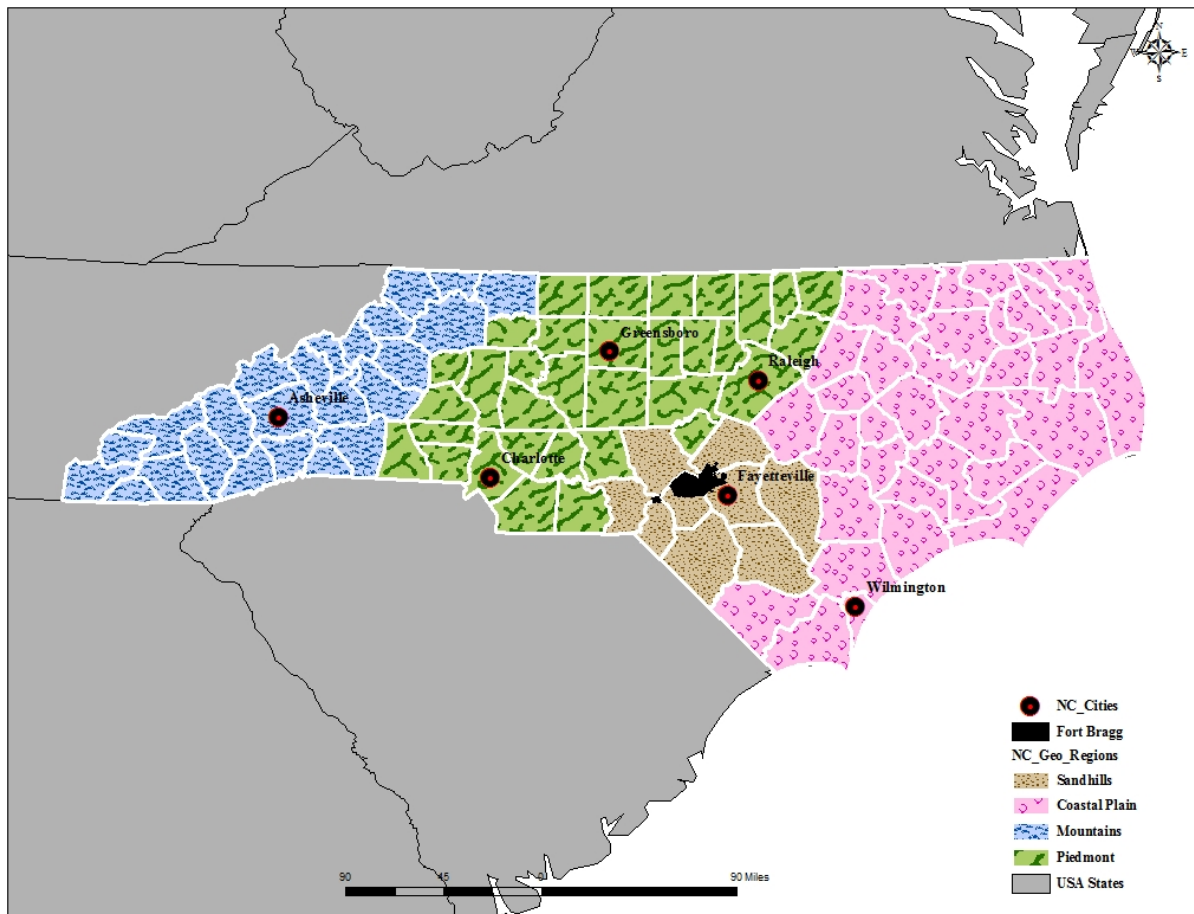 N
W E
S
Greensboro
Raleigh
Asheville
Charlotte
Fayetteville
Wilmington
NC_Cities
Fort Bragg
NC_Geo_Regions
Sandhills
Coastal Plain
Mountains
Piedmont
USA States
90 45 0 90 Miles